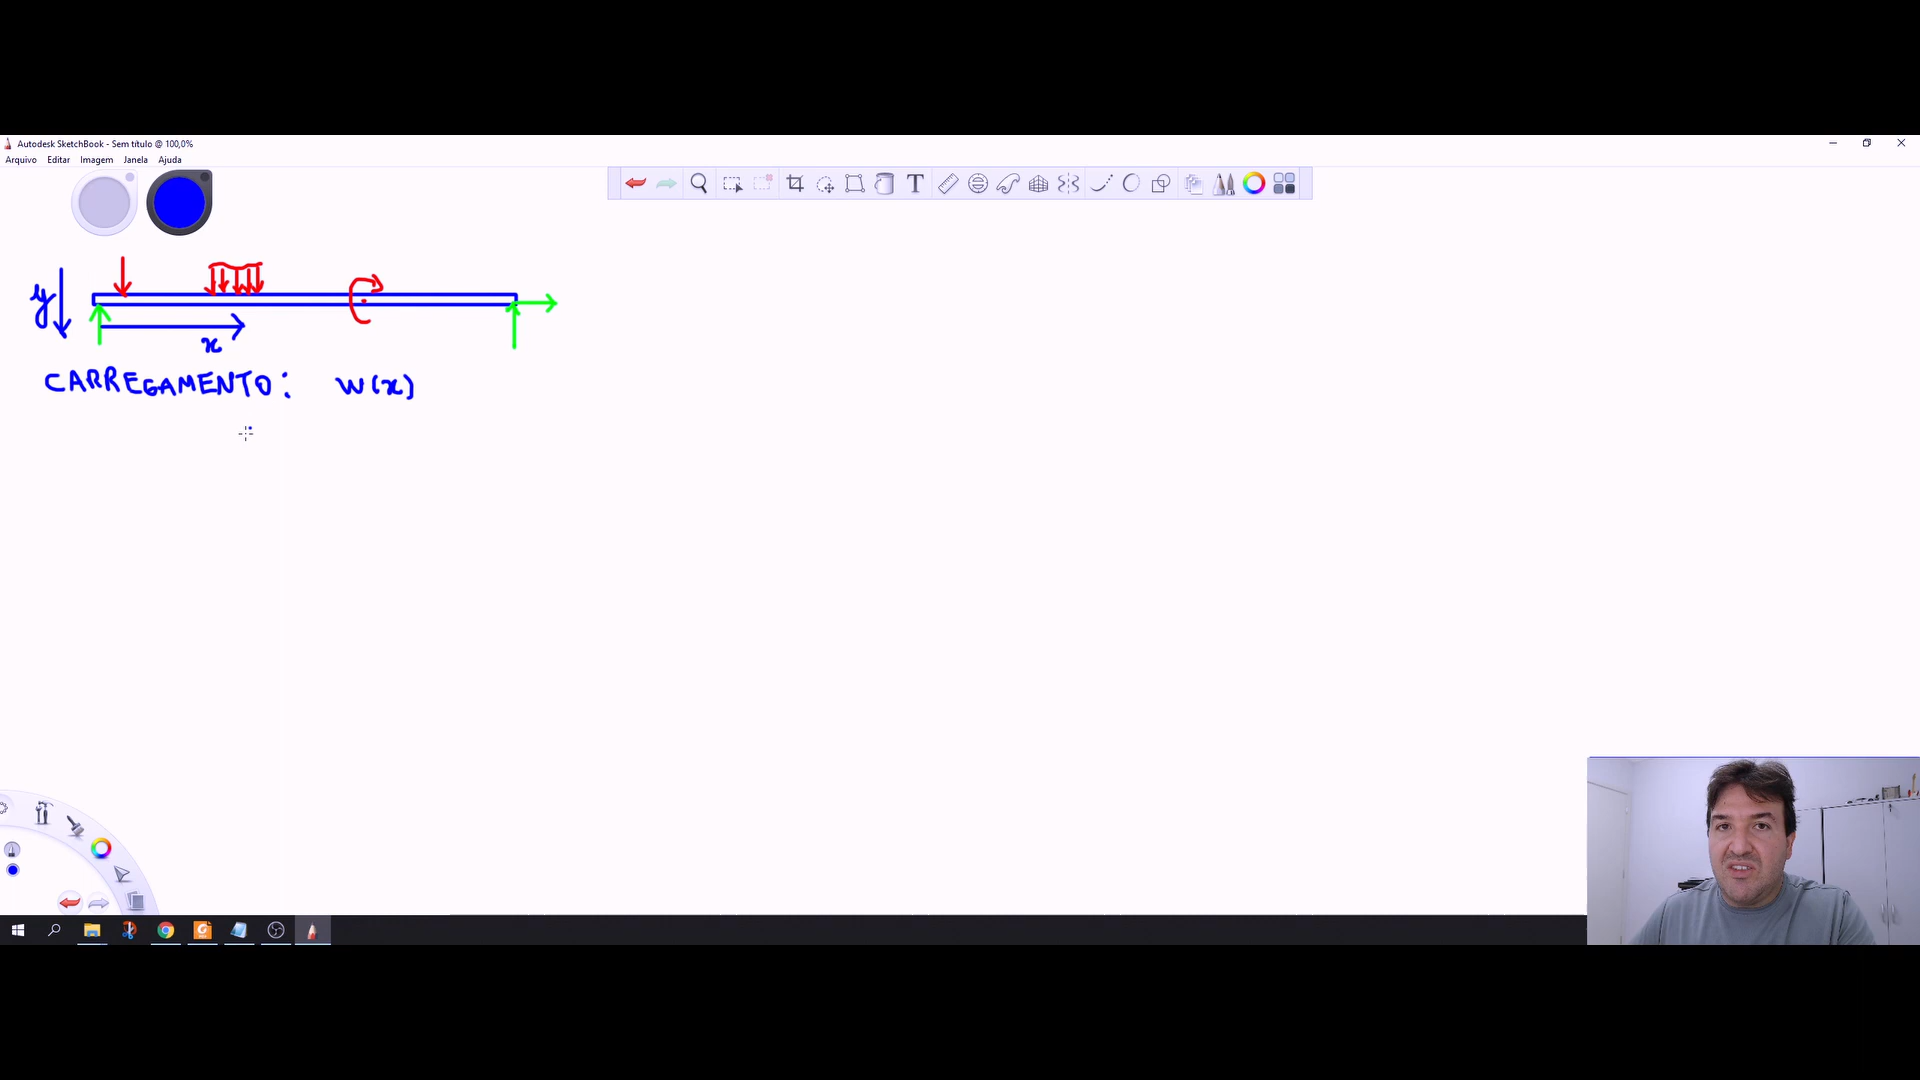 Autodesk SketchBook - Sem título @ 100,0%
Arquivo Editar Imagem Janela Ajuda
T
y
x
CARREGAMENTO: w(x)